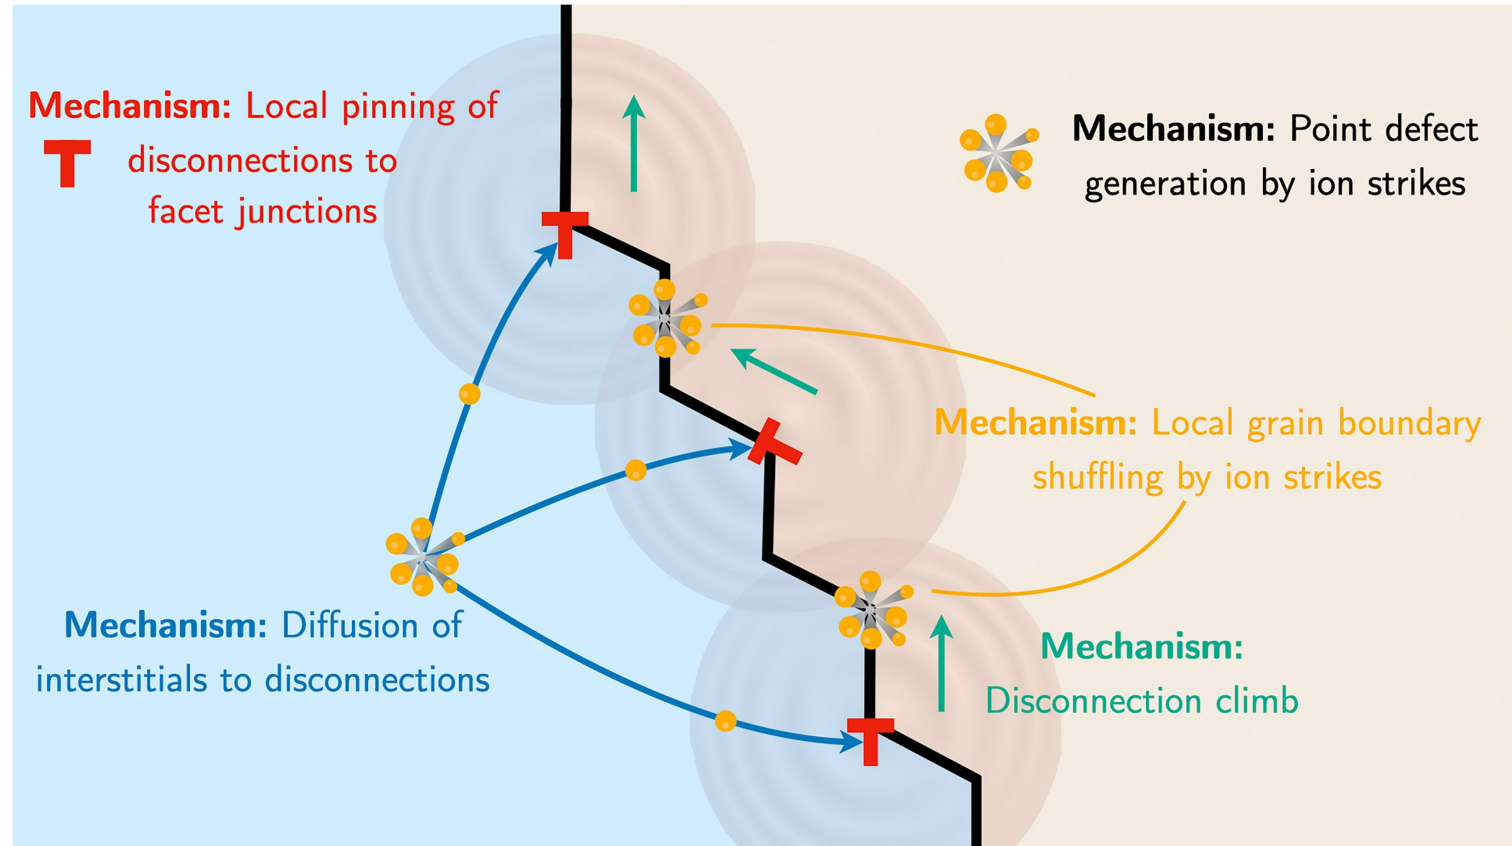 Mechanism: Local pinning of
disconnections to
facet junctions
Mechanism: Point defect
generation by ion strikes
Mechanism: Local grain boundary
shuffling by ion strikes
Mechanism: Diffusion of
interstitials to disconnections
Mechanism:
Disconnection climb